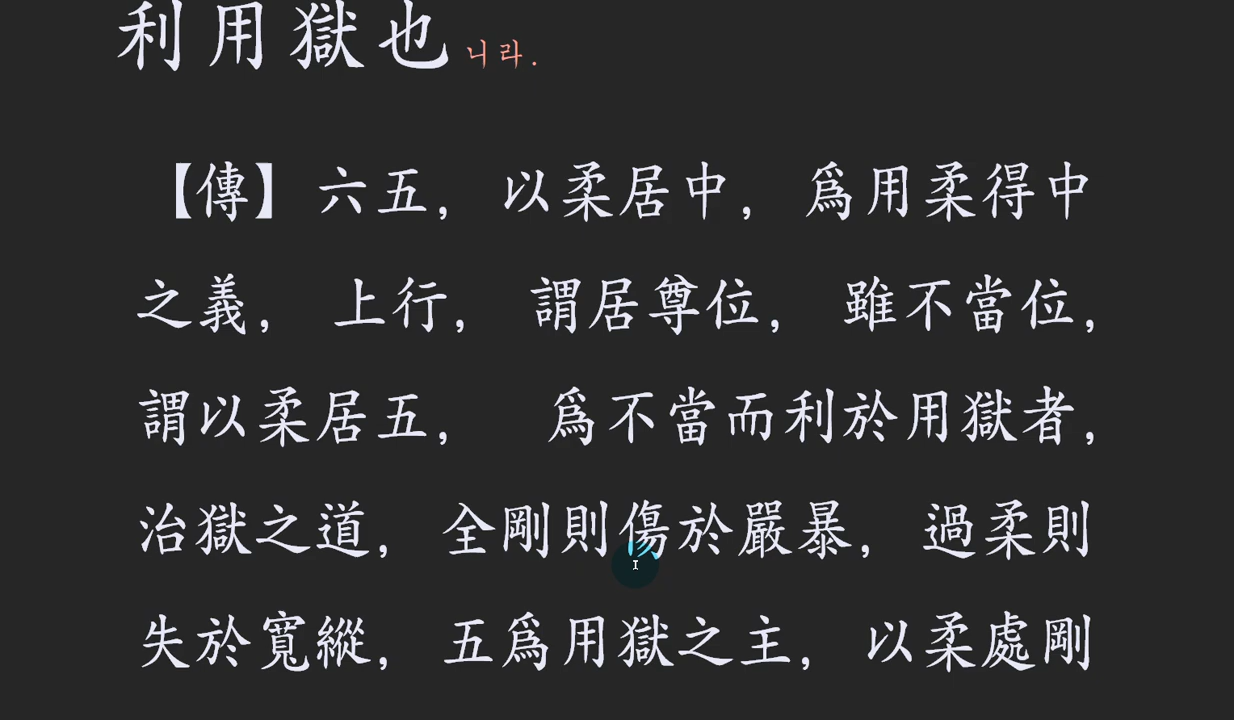 利用獄也니라.
【傳】六五, 以柔居中, 爲用柔得中
之義, 上行, 謂居尊位, 雖不當位,
謂以柔居五, 爲不當而利於用獄者,
治獄之道, 全剛則傷於嚴暴, 過柔則
失於寬縱, 五爲用獄之主, 以柔處剛